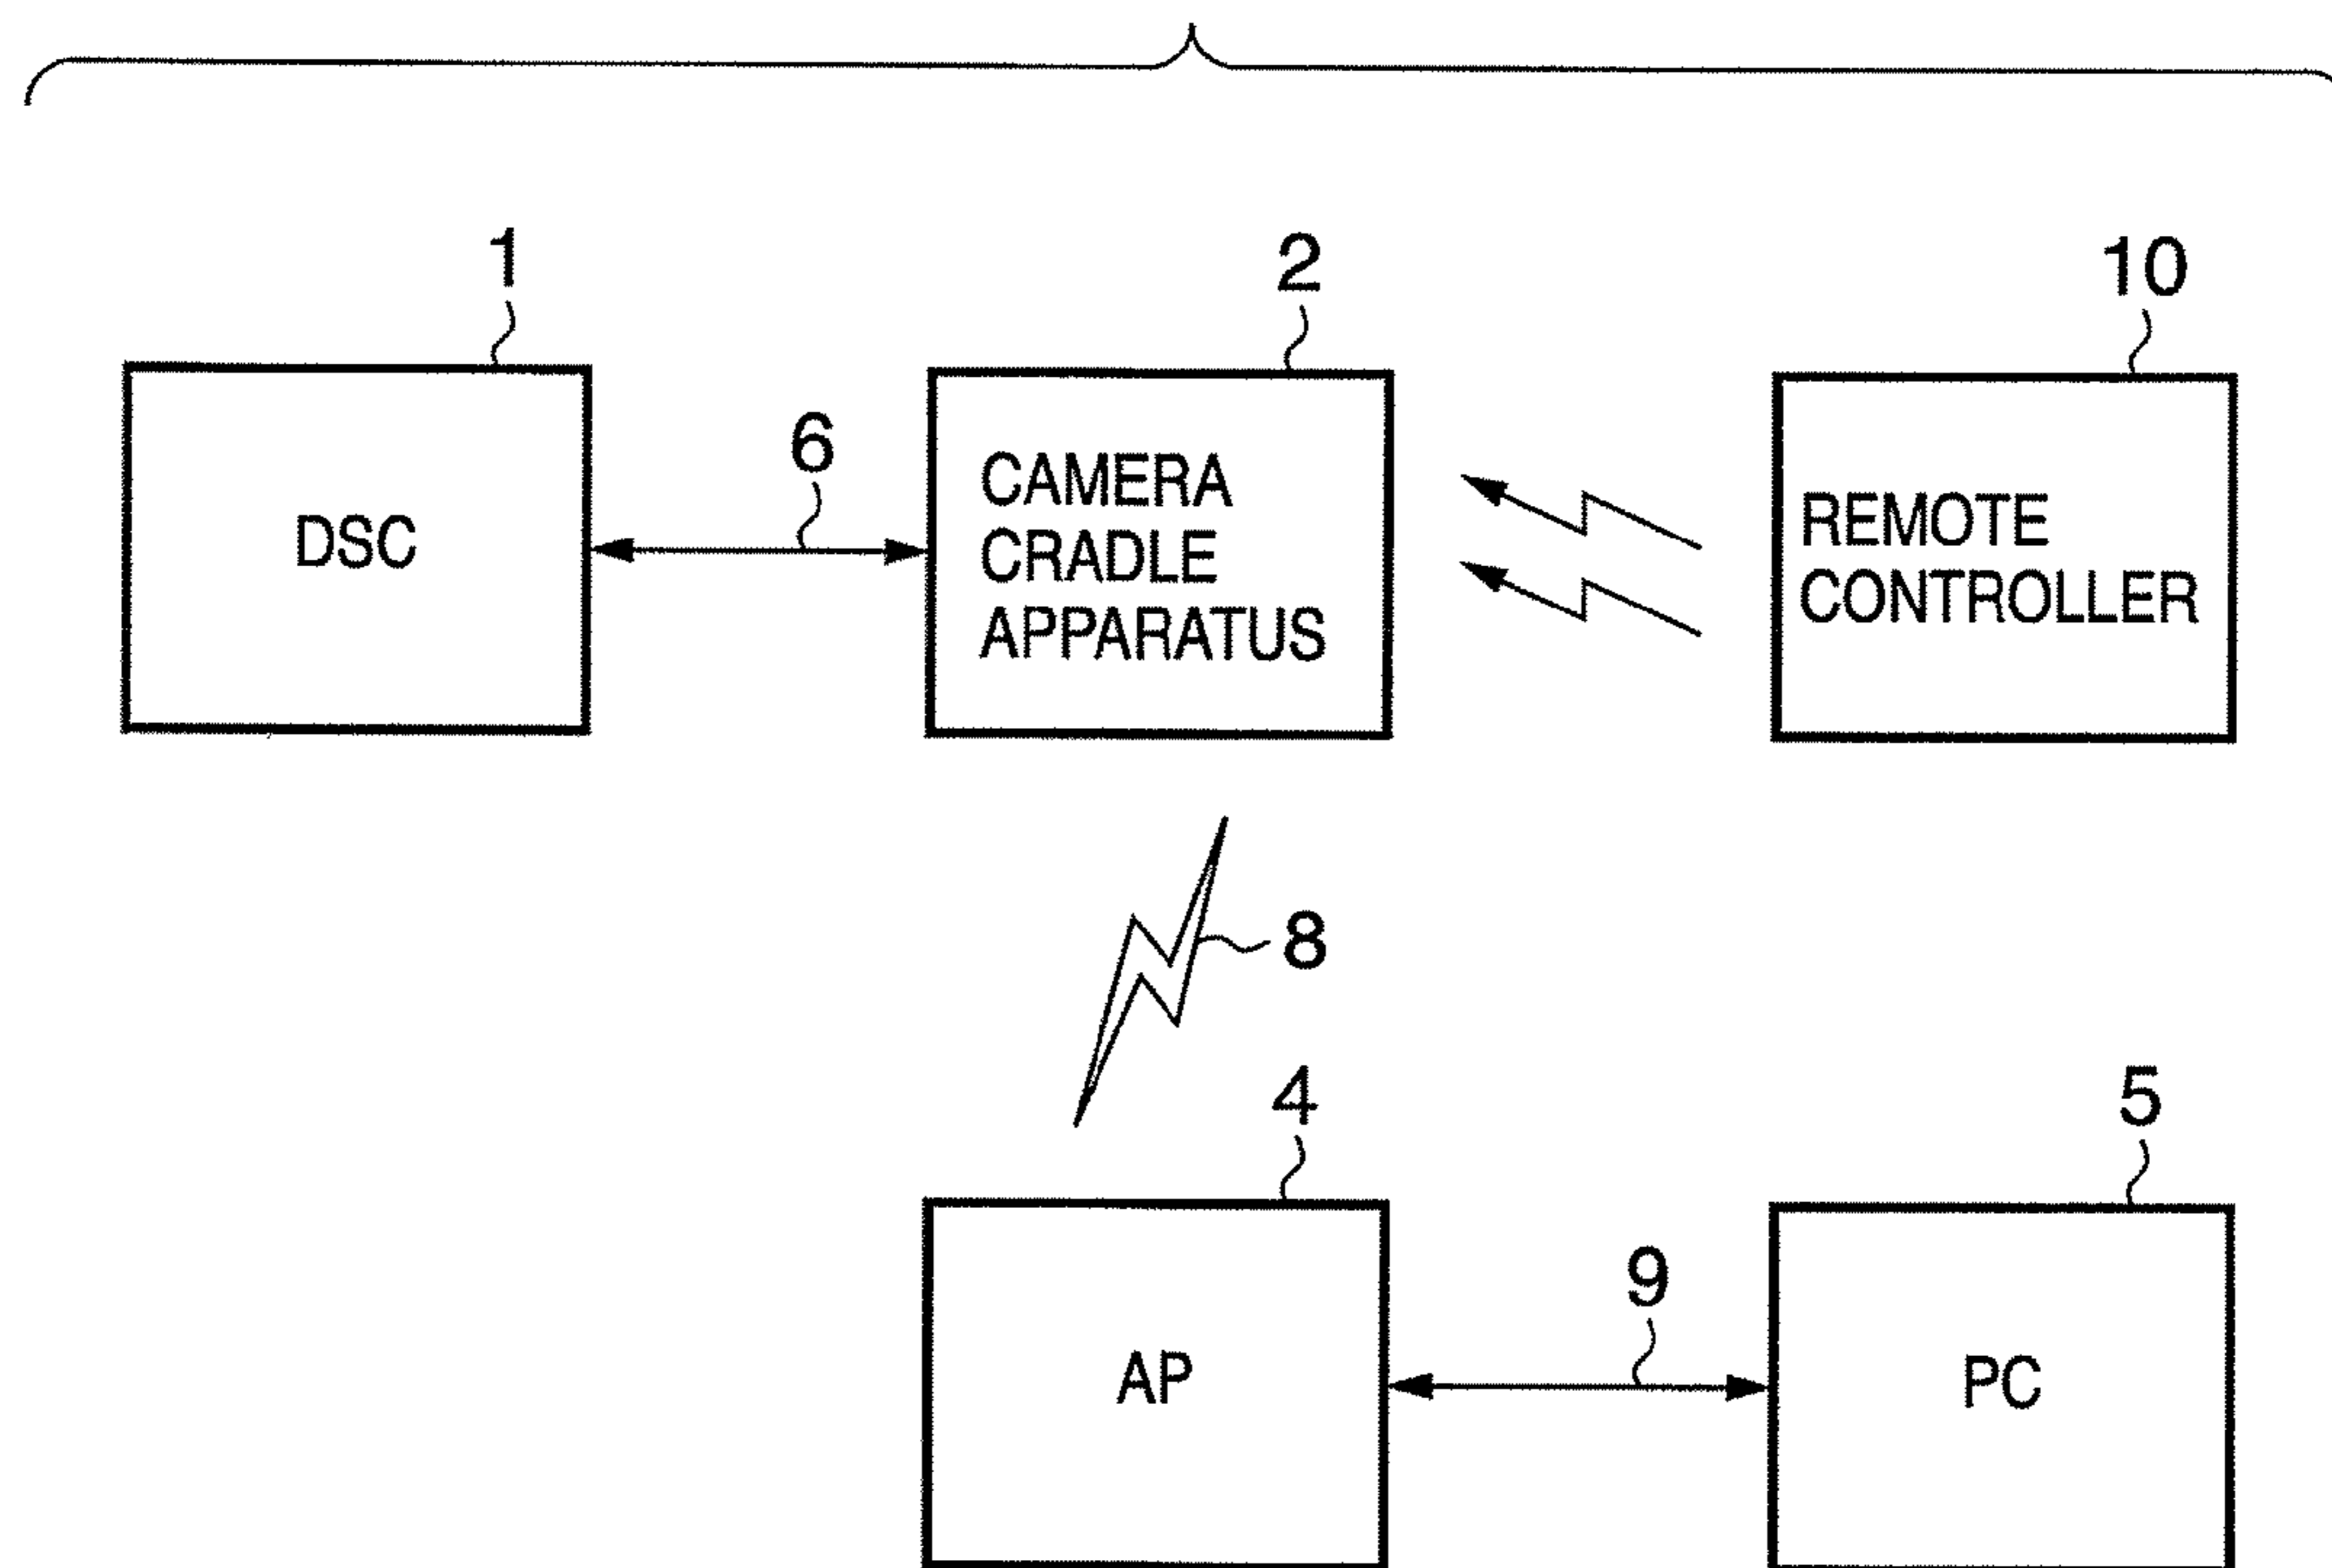 1
2
10
6
DSC
CAMERA
CRADLE
APPARATUS
REMOTE
CONTROLLER
8
4
5
9
AP
PC